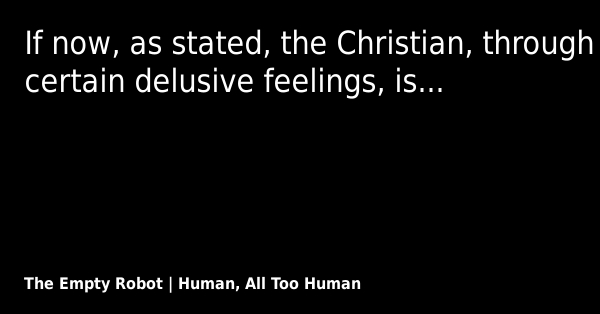 If now, as stated, the Christian, through
certain delusive feelings, is...
The Empty Robot | Human, All Too Human